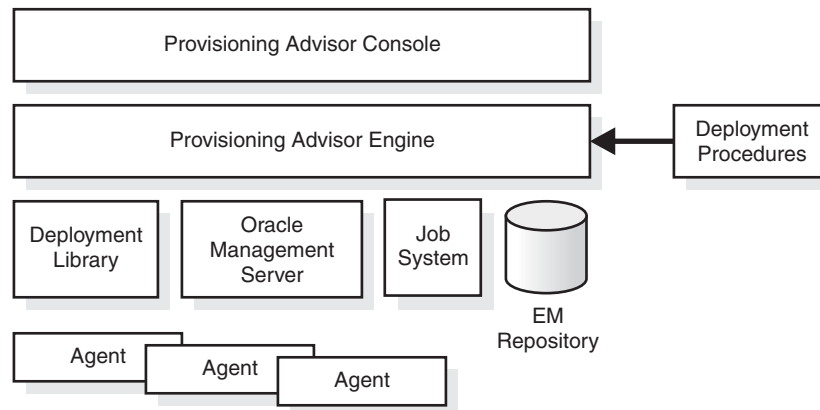 Provisioning Advisor Console
Provisioning Advisor Engine
Deployment
Procedures
Deployment
Library
Oracle
Management
Server
Job
System
EM
Repository
Agent
Agent
Agent